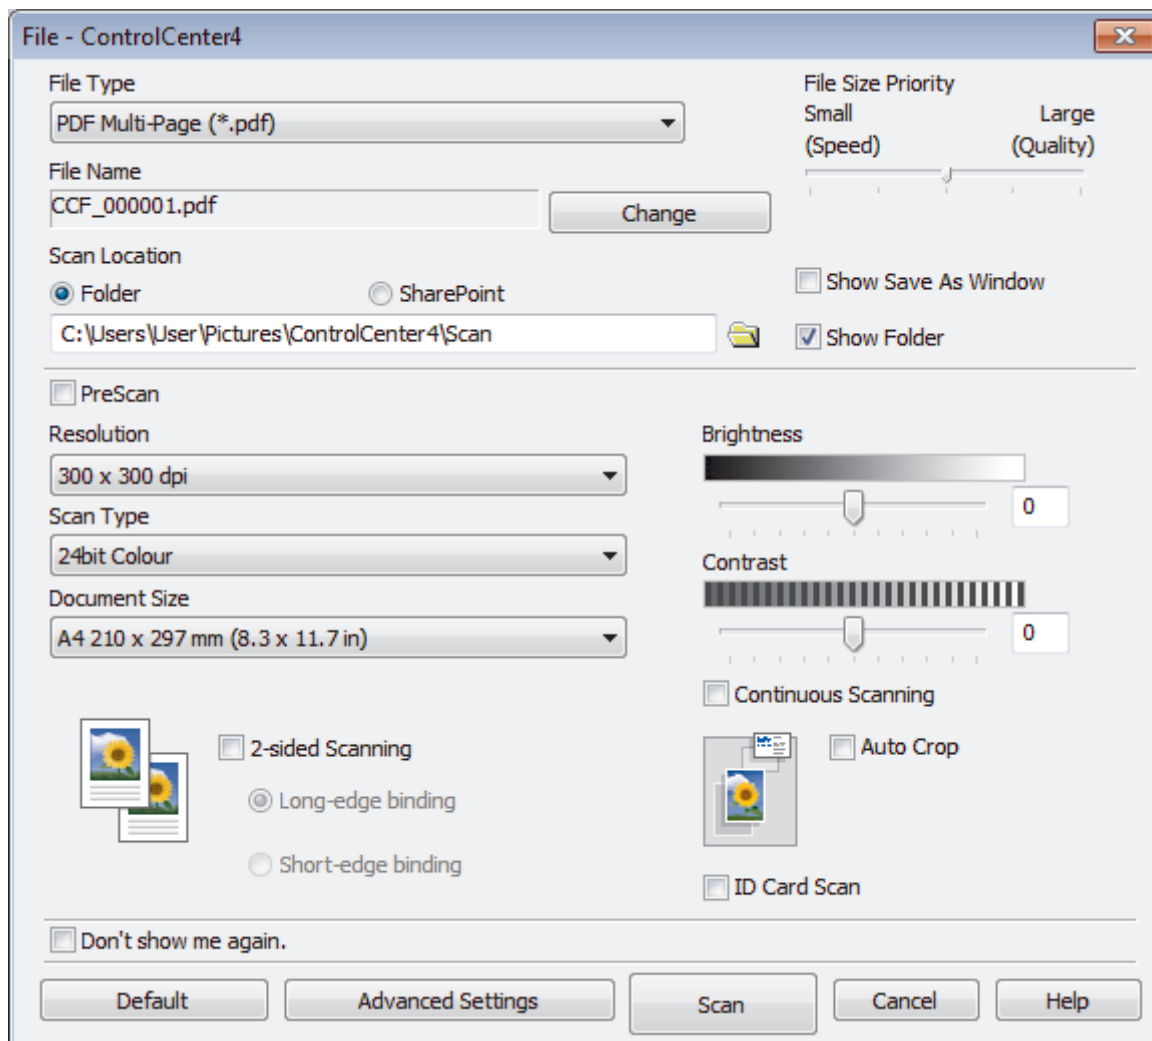 File - ControlCenter4
File Type
PDF Multi-Page (*.pdf)
File Size Priority
Small Large
(Speed) (Quality)
File Name
CCF_000001.pdf
Change
Scan Location
Folder
SharePoint
Show Save As Window
C:\Users\User\Pictures\ControlCenter4\Scan
Show Folder
PreScan
Resolution
300 x 300 dpi
Scan Type
24bit Colour
Document Size
A4 210 x 297 mm (8.3 x 11.7 in)
Brightness
0
Contrast
0
Continuous Scanning
2-sided Scanning
Long-edge binding
Short-edge binding
Auto Crop
ID Card Scan
Don't show me again.
Default
Advanced Settings
Scan
Cancel
Help